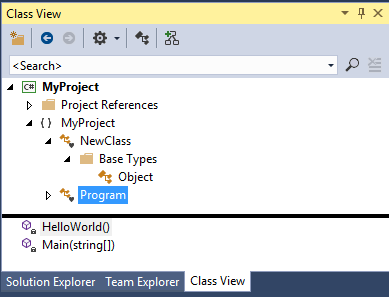 Class View
<Search>
C# MyProject
Project References
{ } MyProject
NewClass
Base Types
Object
Program
HelloWorld()
Main(string[])
Solution Explorer Team Explorer Class View